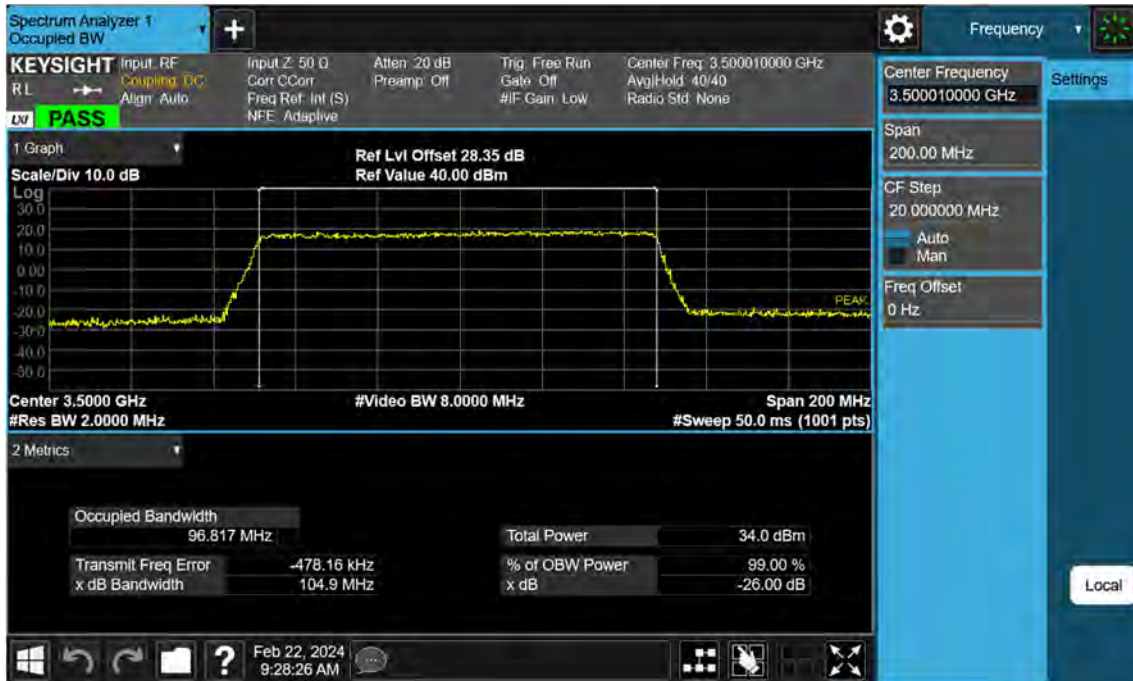 Spectrum Analyzer 1
Occupied BW
+
Frequency
KEYSIGHT
RL
LXI
PASS
Input: RF
Coupling: DC
Align: Auto
Input Z: 50 Ω
Corr CCorr
Freq Ref: Int (S)
NFE: Adaptive
Atten: 20 dB
Preamp: Off
Trig: Free Run
Gate: Off
#IF Gain: Low
Center Freq: 3.500010000 GHz
Avg|Hold: 40/40
Radio Std: None
Center Frequency
3.500010000 GHz
Settings
Span
200.00 MHz
CF Step
20.000000 MHz
Auto
Man
Freq Offset
0 Hz
Local
1 Graph
Scale/Div 10.0 dB
Ref Lvl Offset 28.35 dB
Ref Value 40.00 dBm
Log
30.0
20.0
10.0
0.00
-10.0
-20.0
-30.0
-40.0
-50.0
PEAK
Center 3.5000 GHz
#Video BW 8.0000 MHz
Span 200 MHz
#Res BW 2.0000 MHz
#Sweep 50.0 ms (1001 pts)
2 Metrics
Occupied Bandwidth
96.817 MHz
Total Power 34.0 dBm
Transmit Freq Error -478.16 kHz
% of OBW Power 99.00 %
x dB Bandwidth 104.9 MHz
x dB -26.00 dB
?
Feb 22, 2024
9:28:26 AM